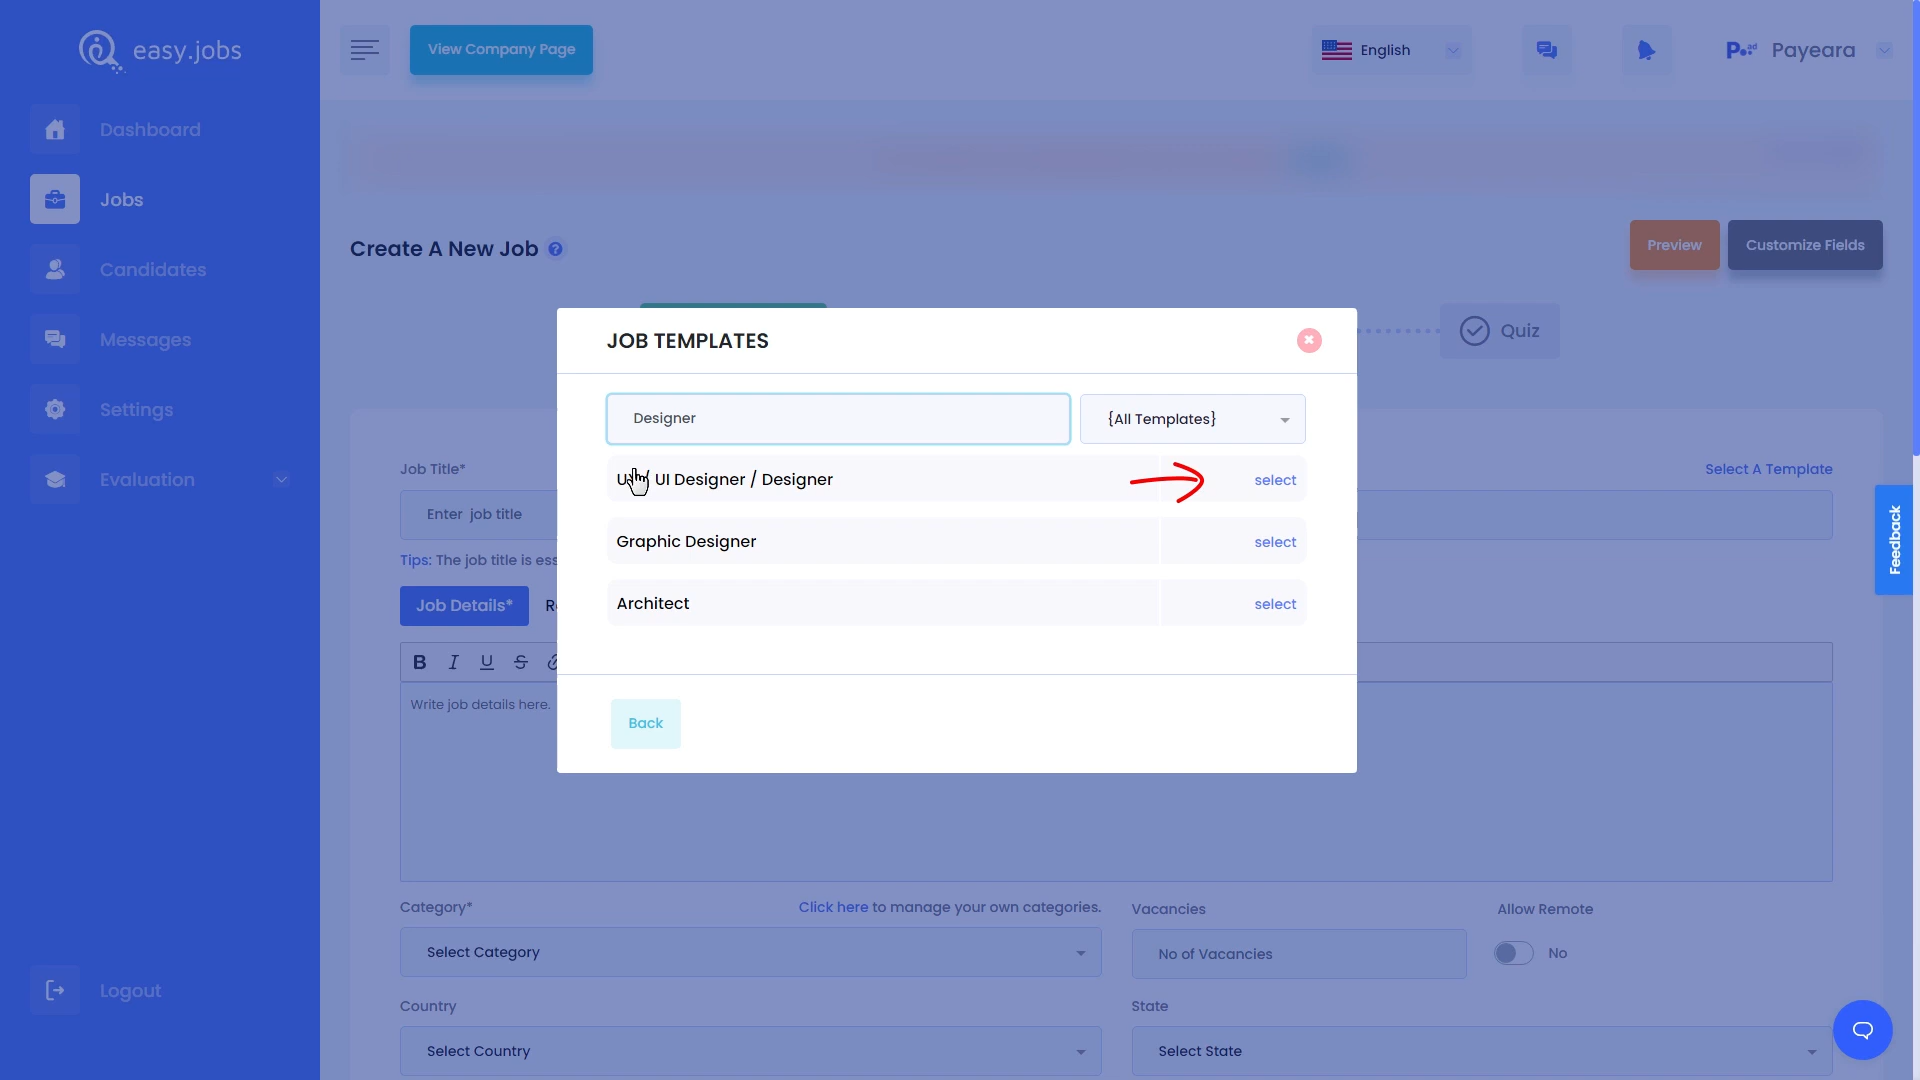 easy.jobs
View Company Page
English
Payeara
Dashboard
Jobs
Candidates
Messages
Settings
Evaluation
Logout
Create A New Job
Preview
Customize Fields
Quiz
JOB TEMPLATES
Designer
{All Templates}
UI Designer / Designer
select
Graphic Designer
select
Architect
select
Back
Job Title*
Select A Template
Enter job title
Tips: The job title is ess
Job Details*
B I U S
Write job details here.
Category*
Click here to manage your own categories.
Vacancies
Allow Remote
Select Category
No of Vacancies
No
Country
State
Select Country
Select State
Feedback